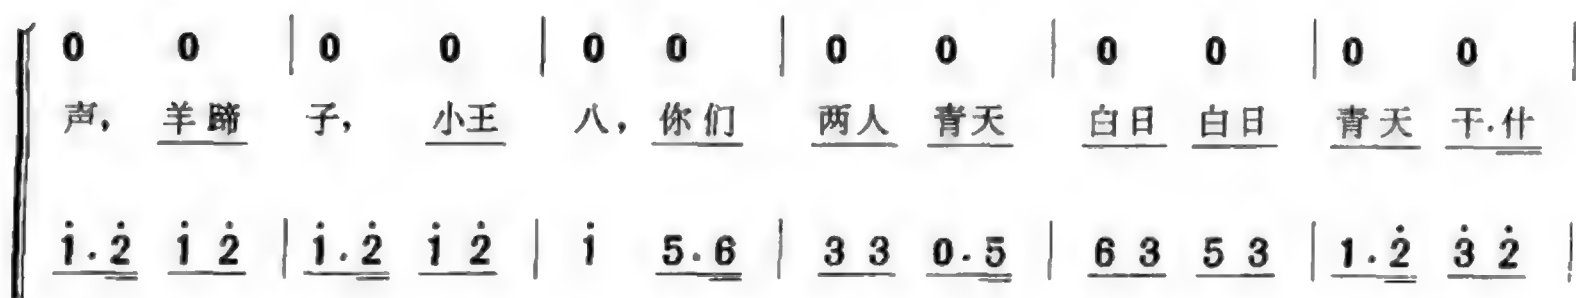 0 0 | 0 0 | 0 0 | 0 0 | 0 0 | 0 0 |
声, 羊蹄 子, 小王 八, 你们 两人 青天 白日 白日 青天 干.什
i̇.2̇ i̇ 2̇ | i̇.2̇ i̇ 2̇ | i̇ 5.6 | 3 3 0.5 | 6 3 5 3 | 1.2̇ 3̇ 2̇ |